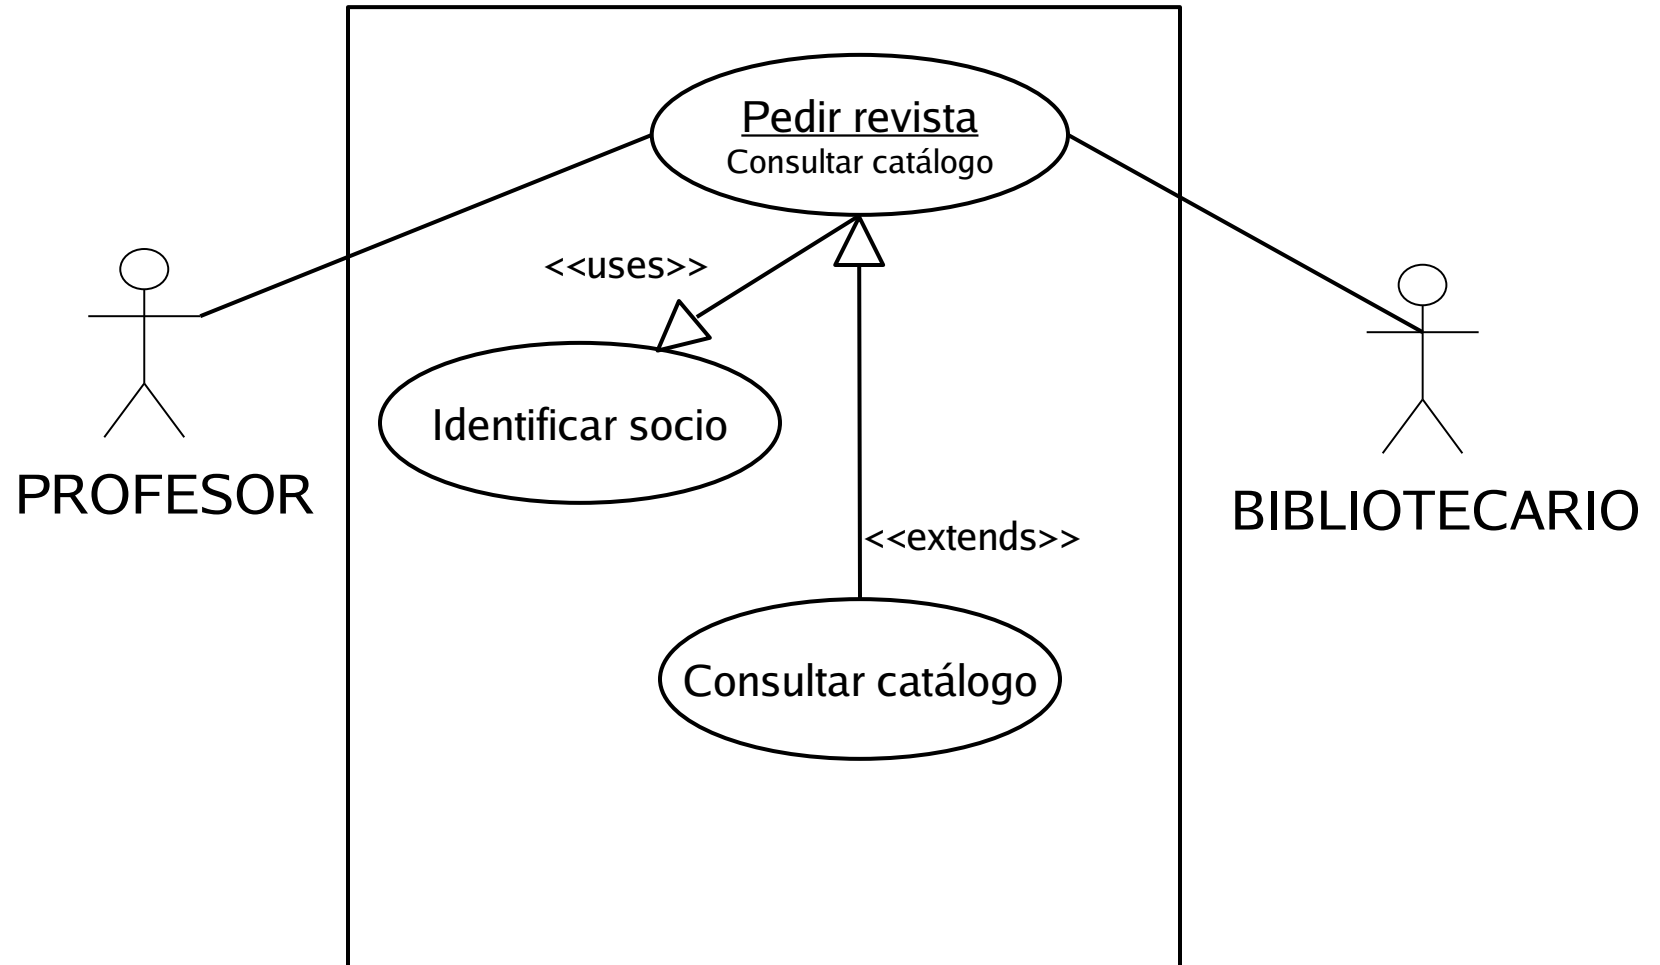 Pedir revista
Consultar catálogo
<<uses>>
Identificar socio
PROFESOR
BIBLIOTECARIO
<<extends>>
Consultar catálogo